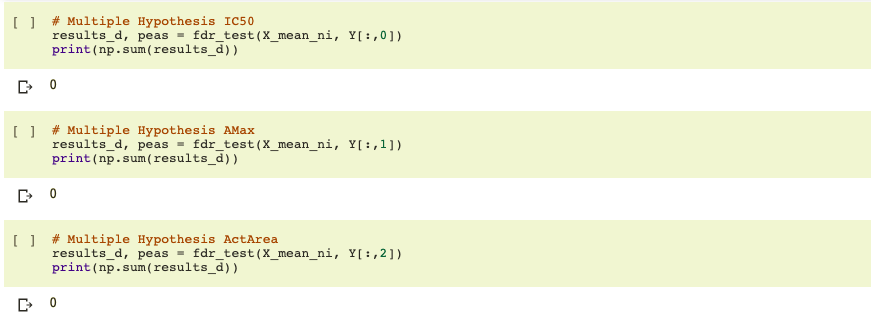 [ ] # Multiple Hypothesis IC50
results_d, peas = fdr_test(X_mean_ni, Y[:,0])
print(np.sum(results_d))
0
[ ] # Multiple Hypothesis AMax
results_d, peas = fdr_test(X_mean_ni, Y[:,1])
print(np.sum(results_d))
0
[ ] # Multiple Hypothesis ActArea
results_d, peas = fdr_test(X_mean_ni, Y[:,2])
print(np.sum(results_d))
0